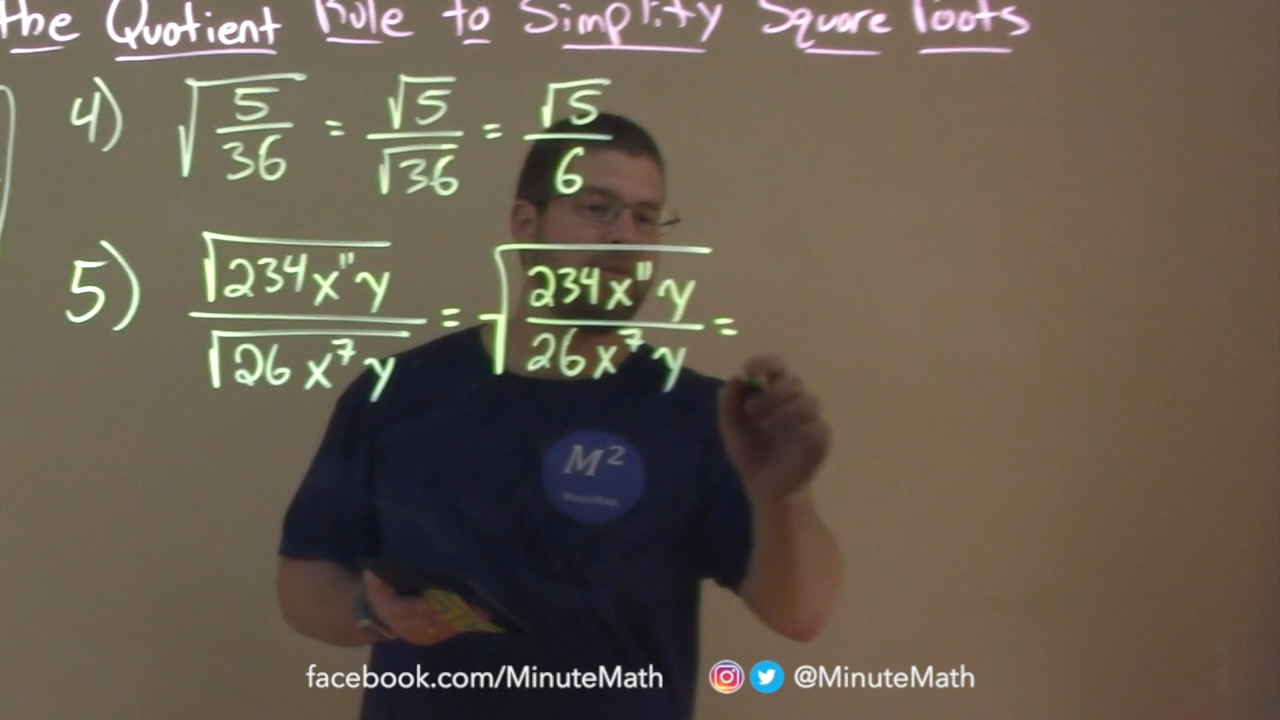 the Quotient Rule to Simplify Square Roots
4) √(5/36) = √5/√36 = √5/6
5) √(234x¹¹y)/√(26x⁷y) = √(234x¹¹y/26x⁷y) =
M²
MinuteMath
facebook.com/MinuteMath @MinuteMath